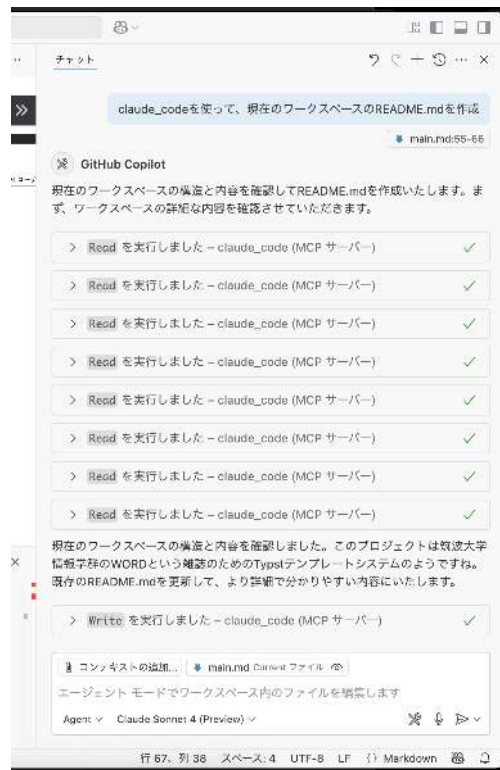 チャット
claude_codeを使って、現在のワークスペースのREADME.mdを作成
main.md:55-66
GitHub Copilot
現在のワークスペースの構造と内容を確認してREADME.mdを作成いたします。ま
ず、ワークスペースの詳細な内容を確認させていただきます。
Read を実行しました – claude_code (MCP サーバー)
Read を実行しました – claude_code (MCP サーバー)
Read を実行しました – claude_code (MCP サーバー)
Read を実行しました – claude_code (MCP サーバー)
Read を実行しました – claude_code (MCP サーバー)
Read を実行しました – claude_code (MCP サーバー)
Read を実行しました – claude_code (MCP サーバー)
Read を実行しました – claude_code (MCP サーバー)
現在のワークスペースの構造と内容を確認しました。このプロジェクトは筑波大学
情報学群のWORDという雑誌のためのTypstテンプレートシステムのようですね。
既存のREADME.mdを更新して、より詳細で分かりやすい内容にいたします。
Write を実行しました – claude_code (MCP サーバー)
コンテキストの追加... main.md Current ファイル
エージェント モードでワークスペース内のファイルを編集します
Agent Claude Sonnet 4 (Preview)
行 67、列 38 スペース: 4 UTF-8 LF {} Markdown